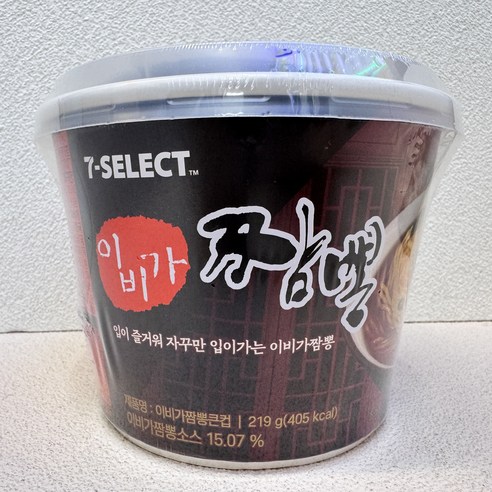 7-SELECT™
이비가
짬뽕
입이 즐거워 자꾸만 입이가는 이비가짬뽕
제품명 : 이비가짬뽕큰컵 | 219 g(405 kcal)
이비가짬뽕소스 15.07 %